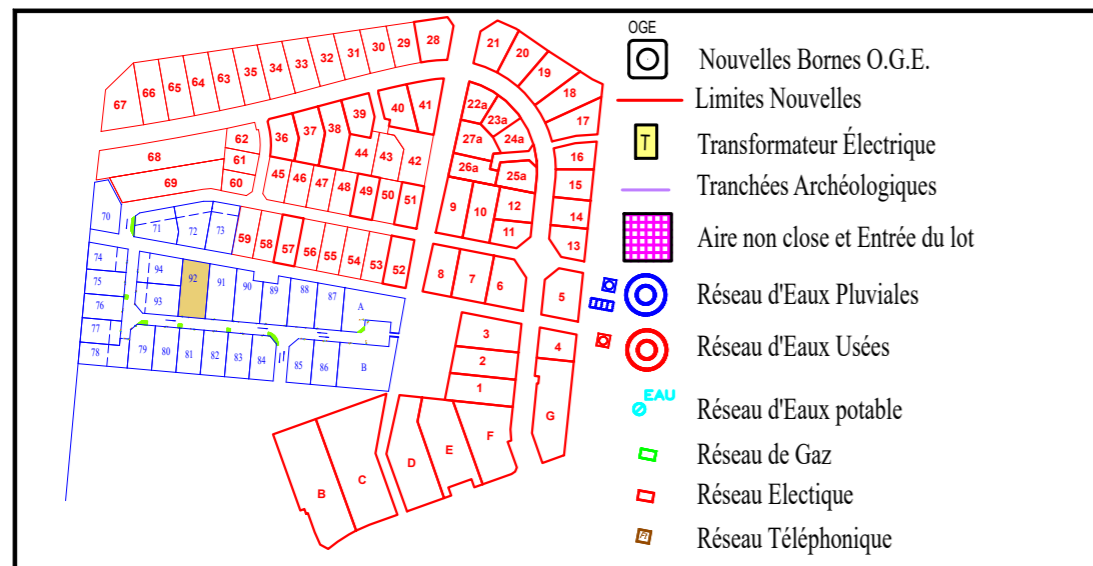 OGE
Nouvelles Bornes O.G.E.
Limites Nouvelles
T
Transformateur Électrique
Tranchées Archéologiques
Aire non close et Entrée du lot
Réseau d'Eaux Pluviales
Réseau d'Eaux Usées
EAU
Réseau d'Eaux potable
Réseau de Gaz
Réseau Electique
Réseau Téléphonique
67 66 65 64 63 35 34 33 32 31 30 29 28
21 20 19 18 17
36 37 38 39 40 41
22a 23a 24a 27a 26a 25a
62 61 60
68
69
44 43 42
45 46 47 48 49 50 51
16 15 14 13
9 10 12 11
70 71 72 73
59 58 57 56 55 54 53 52
8 7 6 5
74 75 76 77 78
94 93 92 91 90 89 88 87 A
79 80 81 82 83 84 85 86 B
3 2 1 4
B C D E F G